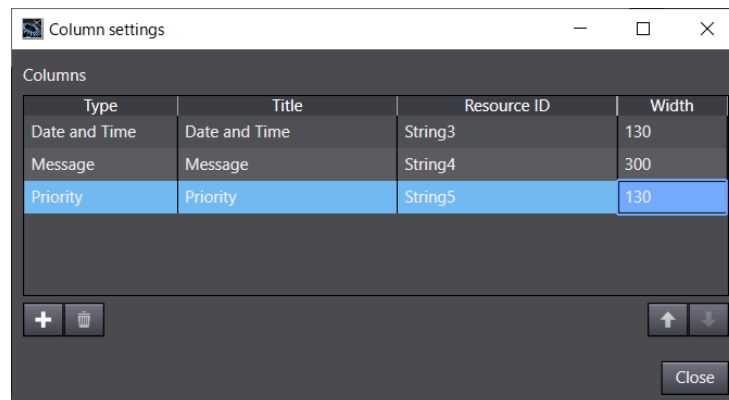 Column settings
Columns
Type Title Resource ID Width
Date and Time Date and Time String3 130
Message Message String4 300
Priority Priority String5 130
Close